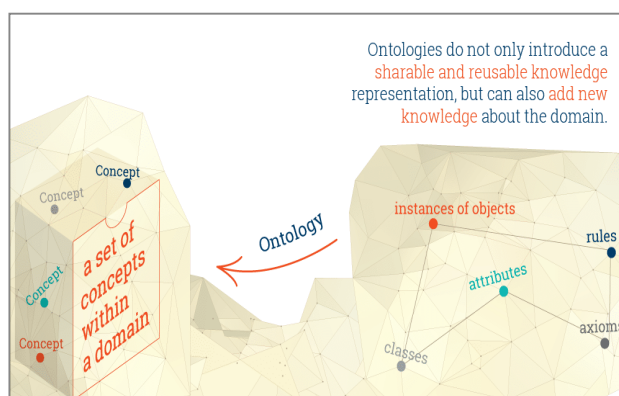 Ontologies do not only introduce a
sharable and reusable knowledge
representation, but can also add new
knowledge about the domain.
Concept
Concept
Concept
Concept
a set of
concepts
within
a domain
Ontology
instances of objects
rules
attributes
axioms
classes